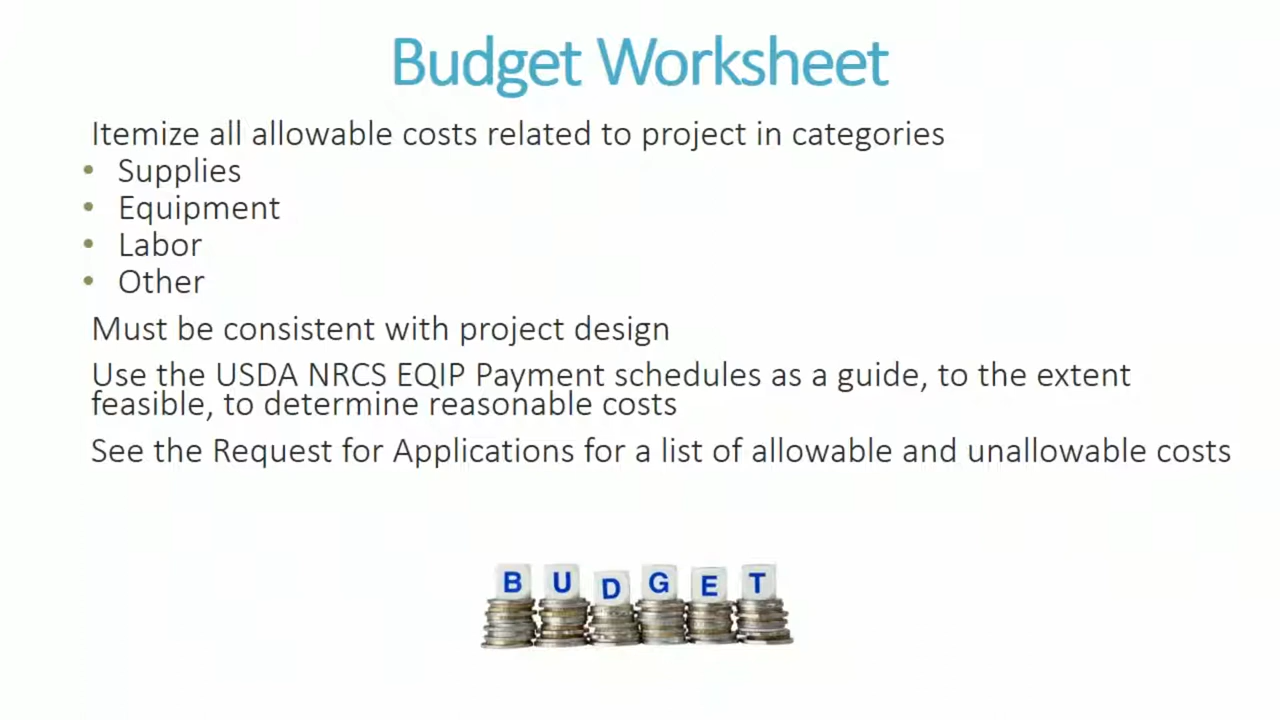 Budget Worksheet
Itemize all allowable costs related to project in categories
• Supplies
• Equipment
• Labor
• Other
Must be consistent with project design
Use the USDA NRCS EQIP Payment schedules as a guide, to the extent
feasible, to determine reasonable costs
See the Request for Applications for a list of allowable and unallowable costs
BUDGET